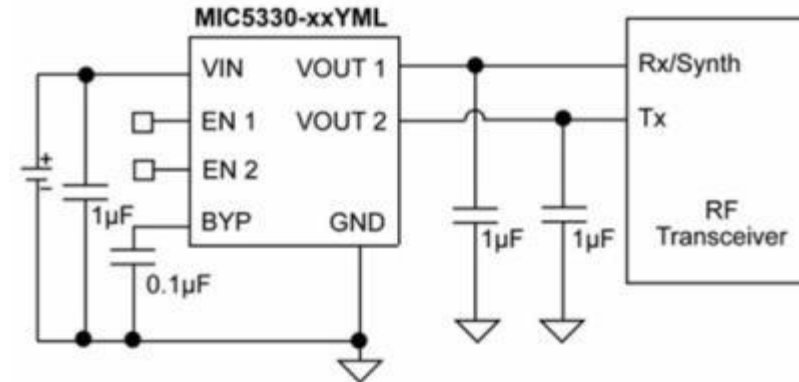 MIC5330-xxYML
VIN VOUT 1
EN 1 VOUT 2
EN 2
BYP GND
+
-
1µF
0.1µF
1µF
1µF
Rx/Synth
Tx
RF
Transceiver